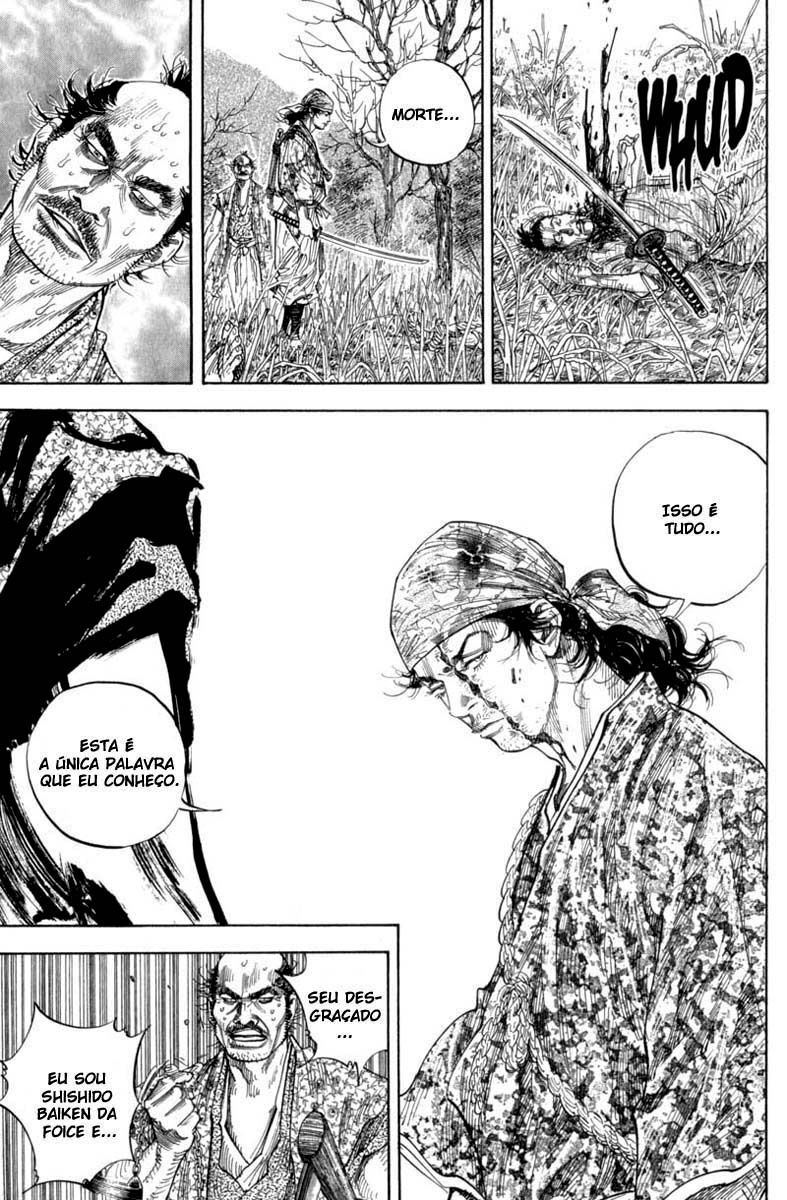 WHUD
MORTE...
ISSO É
TUDO...
ESTA É
A ÚNICA PALAVRA
QUE EU CONHEÇO.
SEU DES-
GRAÇADO
...
EU SOU
SHISHIDO
BAIKEN DA
FOICE E...